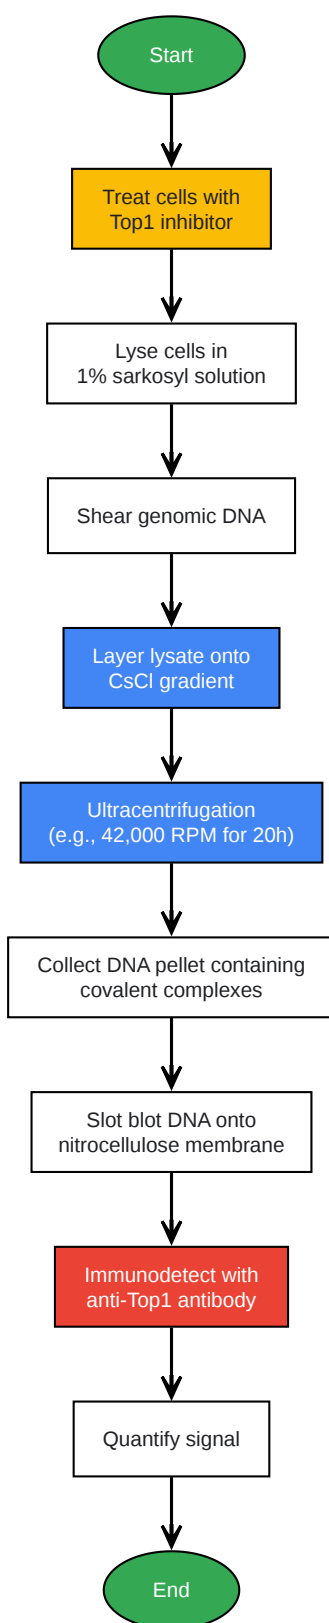 Start
Treat cells with
Top1 inhibitor
Lyse cells in
1% sarkosyl solution
Shear genomic DNA
Layer lysate onto
CsCl gradient
Ultracentrifugation
(e.g., 42,000 RPM for 20h)
Collect DNA pellet containing
covalent complexes
Slot blot DNA onto
nitrocellulose membrane
Immunodetect with
anti-Top1 antibody
Quantify signal
End